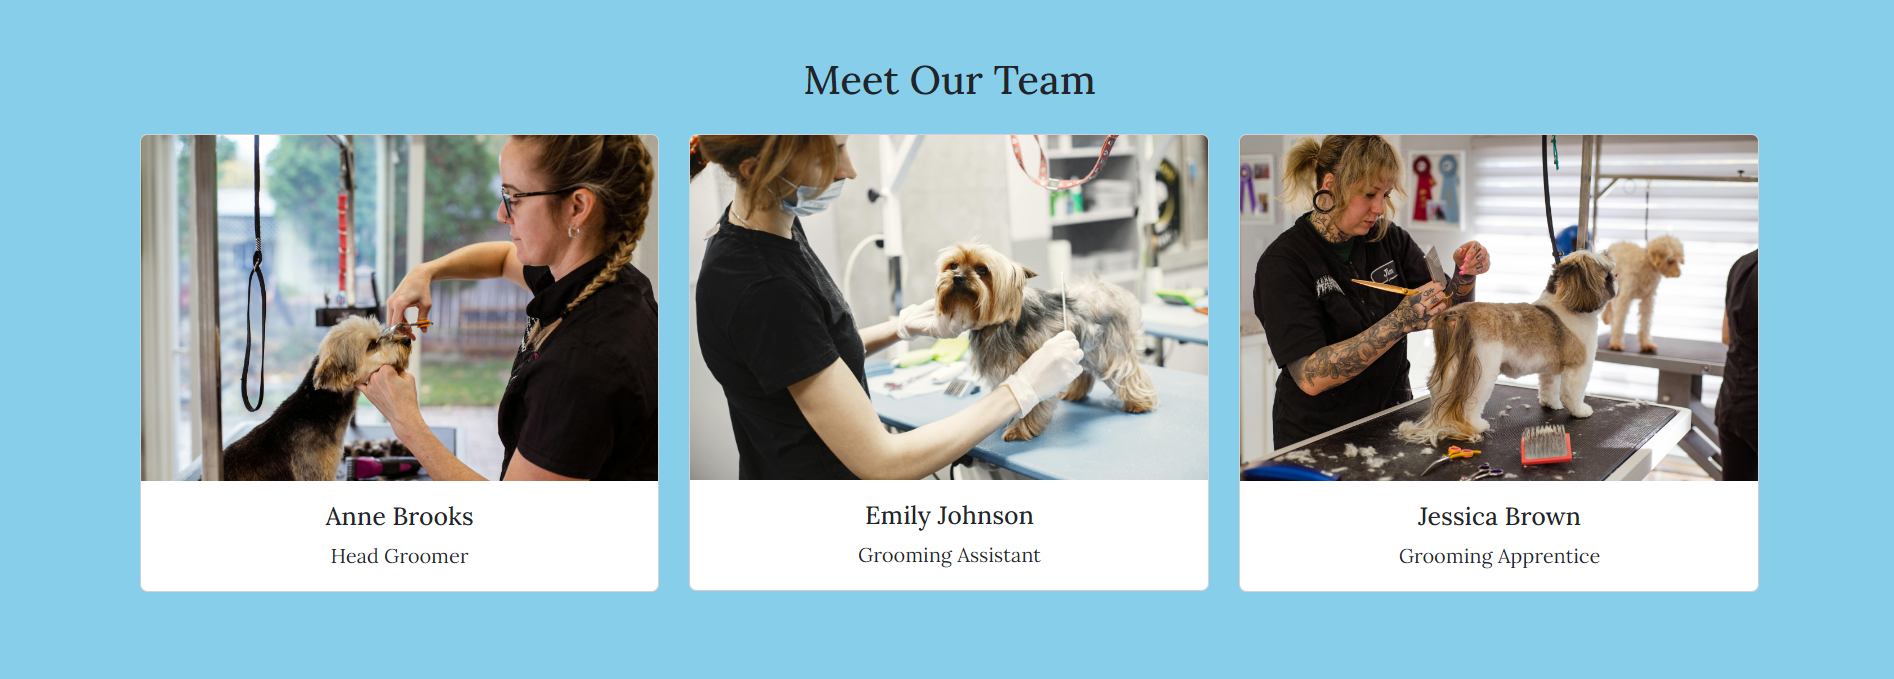 Meet Our Team
Anne Brooks
Head Groomer
Emily Johnson
Grooming Assistant
Jessica Brown
Grooming Apprentice